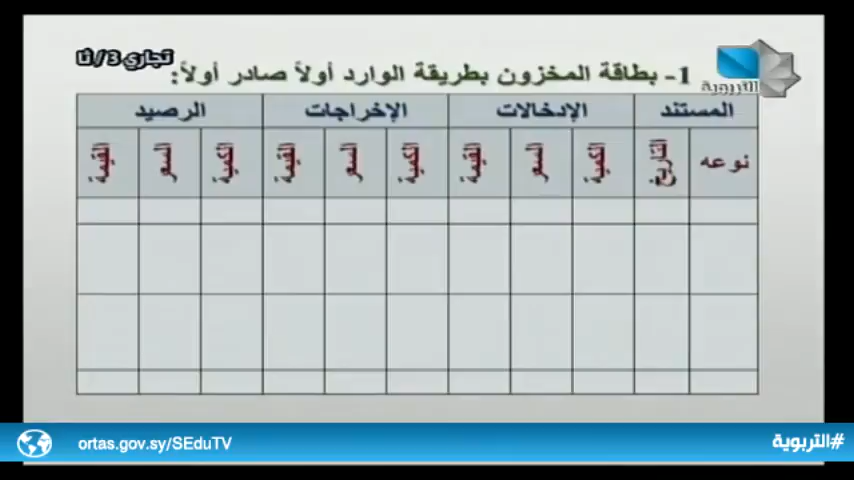 تجاري 3 / ثا
التربوية
1- بطاقة المخزون بطريقة الوارد أولاً صادر أولاً:
المستند الإدخالات الإخراجات الرصيد
نوعه التاريخ الكمية السعر القيمة الكمية السعر القيمة الكمية السعر القيمة
#التربوية
ortas.gov.sy/SEduTV